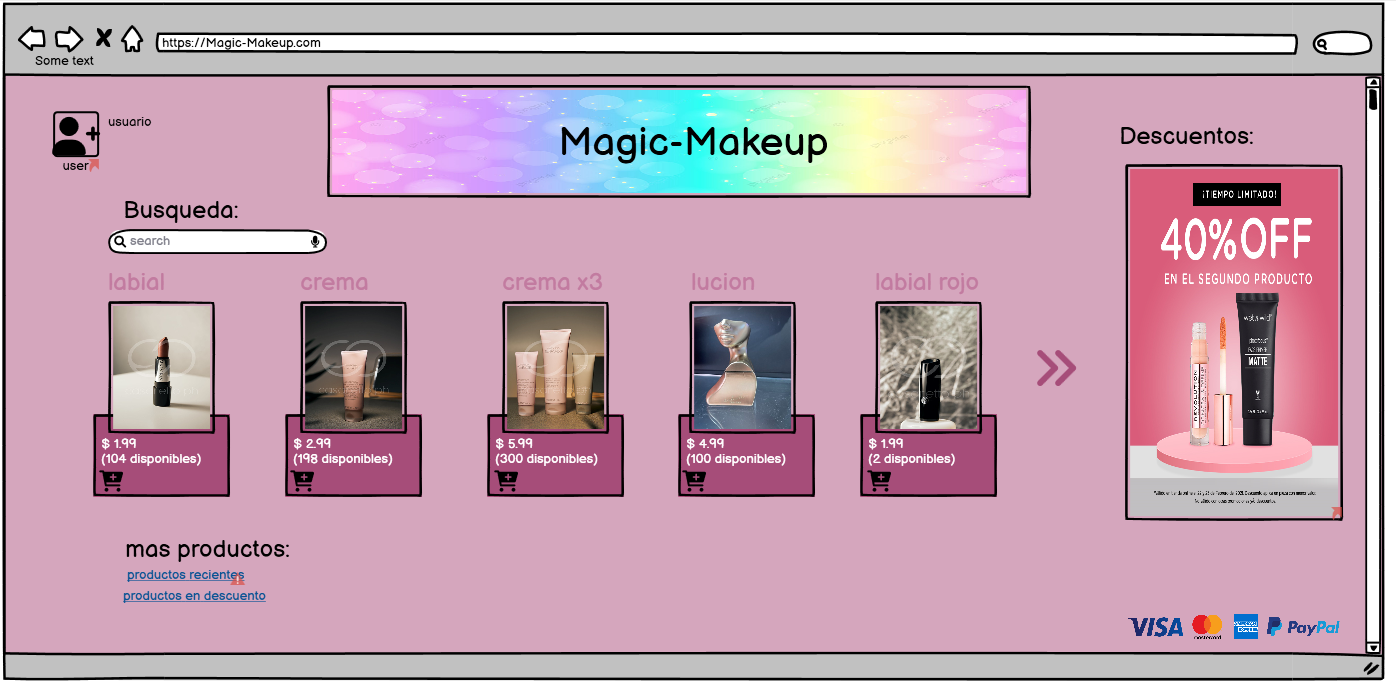 https://Magic-Makeup.com
Some text
usuario
user
Magic-Makeup
Descuentos:
Busqueda:
search
labial
crema
crema x3
lucion
labial rojo
$ 1.99
(104 disponibles)
$ 2.99
(198 disponibles)
$ 5.99
(300 disponibles)
$ 4.99
(100 disponibles)
$ 1.99
(2 disponibles)
¡TIEMPO LIMITADO!
40%OFF
EN EL SEGUNDO PRODUCTO
wet n wild
MATTE
REVOLUTION
mas productos:
productos recientes
productos en descuento
VISA
mastercard
PayPal